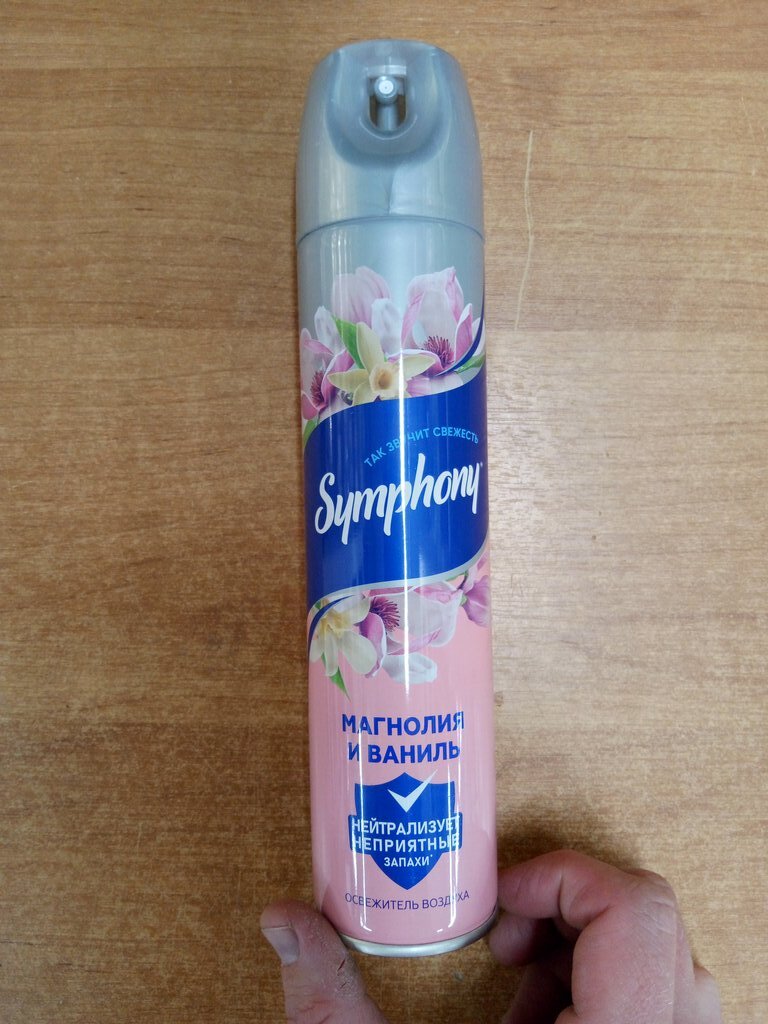 ТАК ЗВУЧИТ СВЕЖЕСТЬ
Symphony
МАГНОЛИЯ
И ВАНИЛЬ
НЕЙТРАЛИЗУЕТ
НЕПРИЯТНЫЕ
ЗАПАХИ*
ОСВЕЖИТЕЛЬ ВОЗДУХА